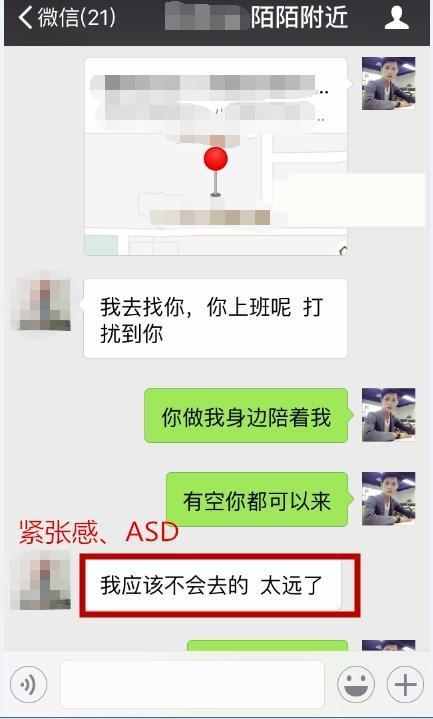 微信(21)
陌陌附近
我去找你，你上班呢 打
扰到你
你做我身边陪着我
有空你都可以来
紧张感、ASD
我应该不会去的 太远了